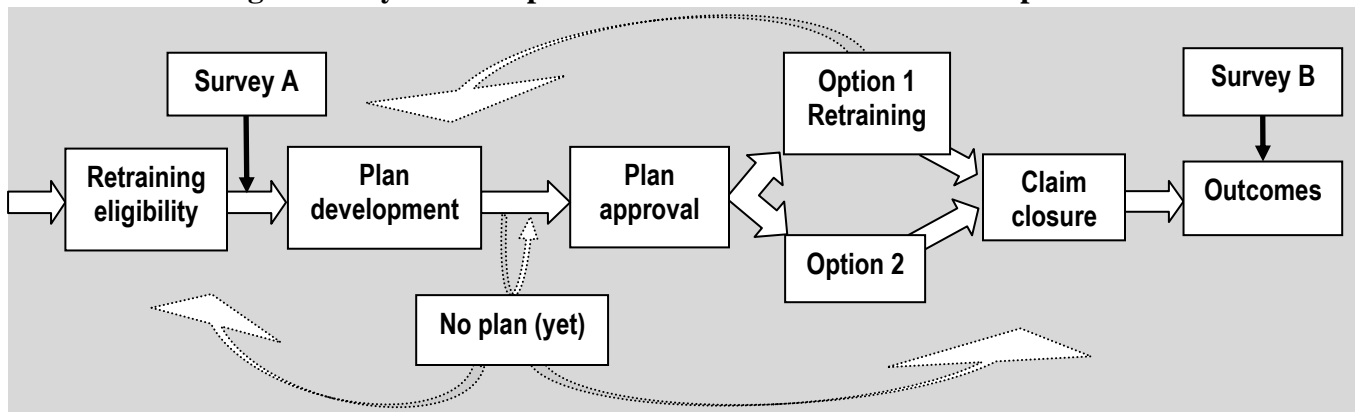 Survey A
Option 1
Retraining
Survey B
Retraining
eligibility
Plan
development
Plan
approval
Claim
closure
Outcomes
Option 2
No plan (yet)